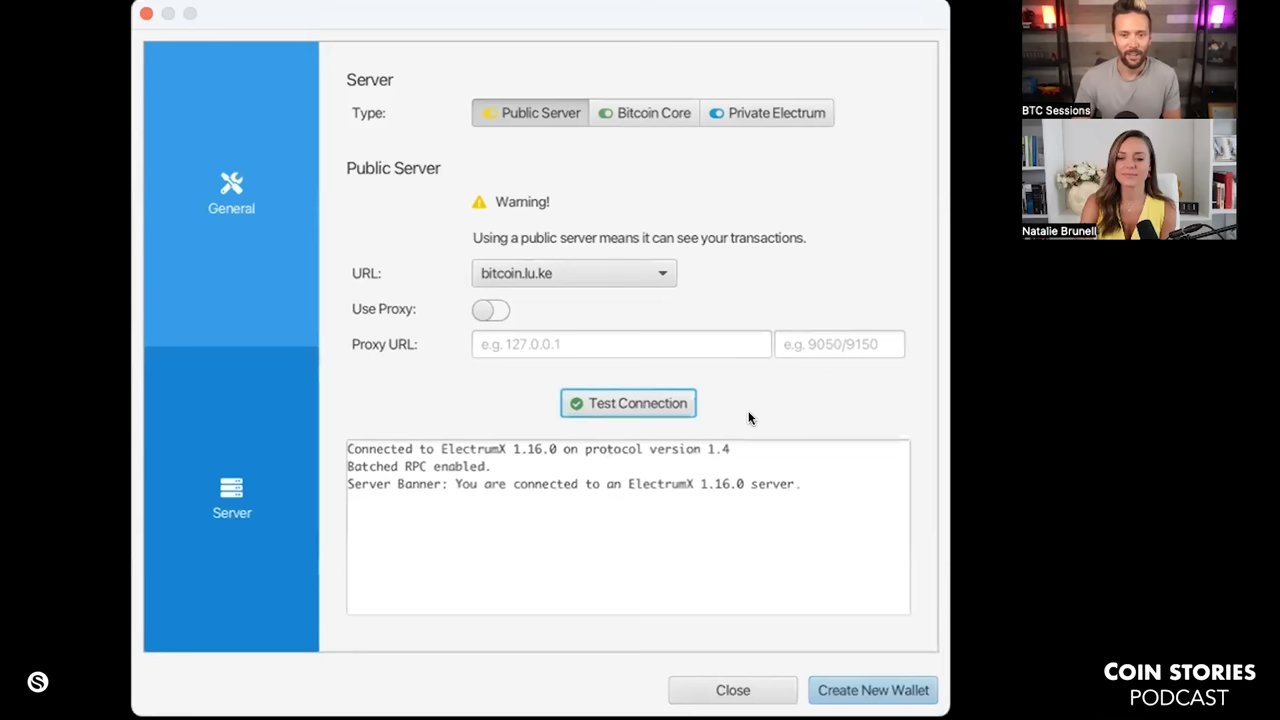 Server
Type:
Public Server
Bitcoin Core
Private Electrum
Public Server
Warning!
Using a public server means it can see your transactions.
URL:
bitcoin.lu.ke
Use Proxy:
Proxy URL:
e.g. 127.0.0.1
e.g. 9050/9150
Test Connection
Connected to ElectrumX 1.16.0 on protocol version 1.4
Batched RPC enabled.
Server Banner: You are connected to an ElectrumX 1.16.0 server.
Close
Create New Wallet
General
Server
BTC Sessions
Natalie Brunell
COIN STORIES
PODCAST
S